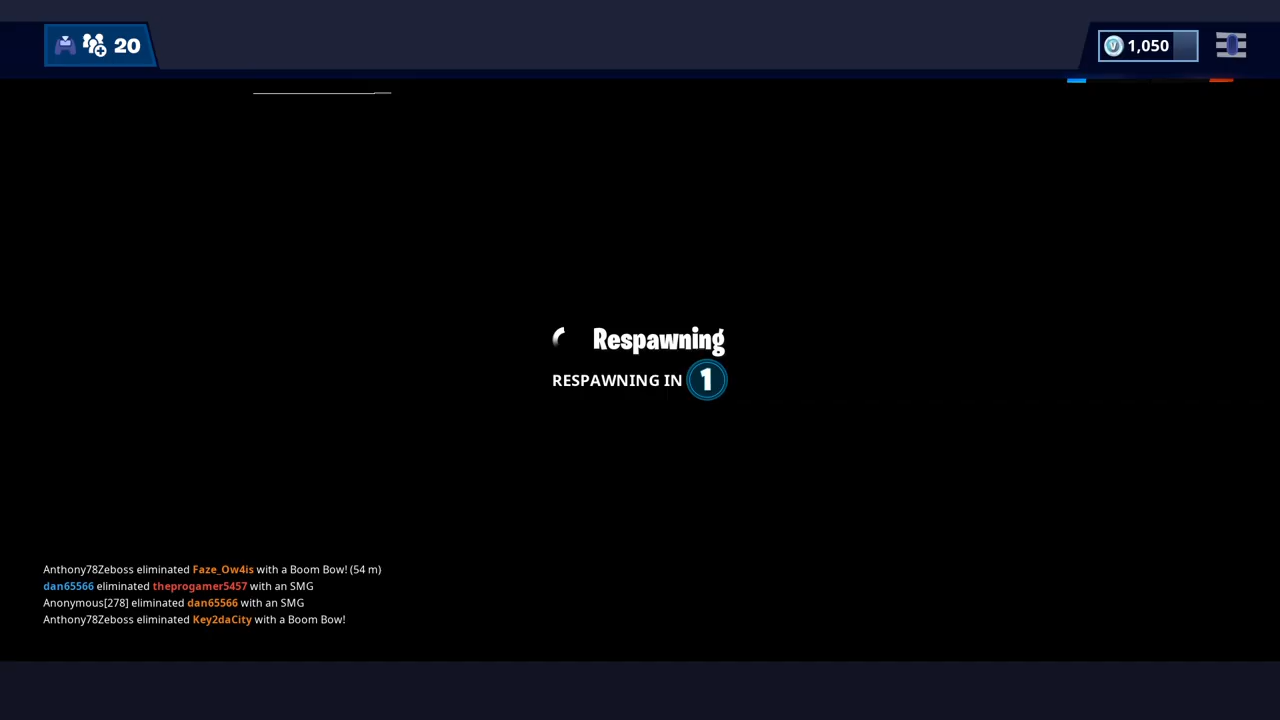 20
V 1,050
Respawning
RESPAWNING IN 1
Anthony78Zeboss eliminated Faze_Ow4is with a Boom Bow! (54 m)
dan65566 eliminated theprogamer5457 with an SMG
Anonymous[278] eliminated dan65566 with an SMG
Anthony78Zeboss eliminated Key2daCity with a Boom Bow!